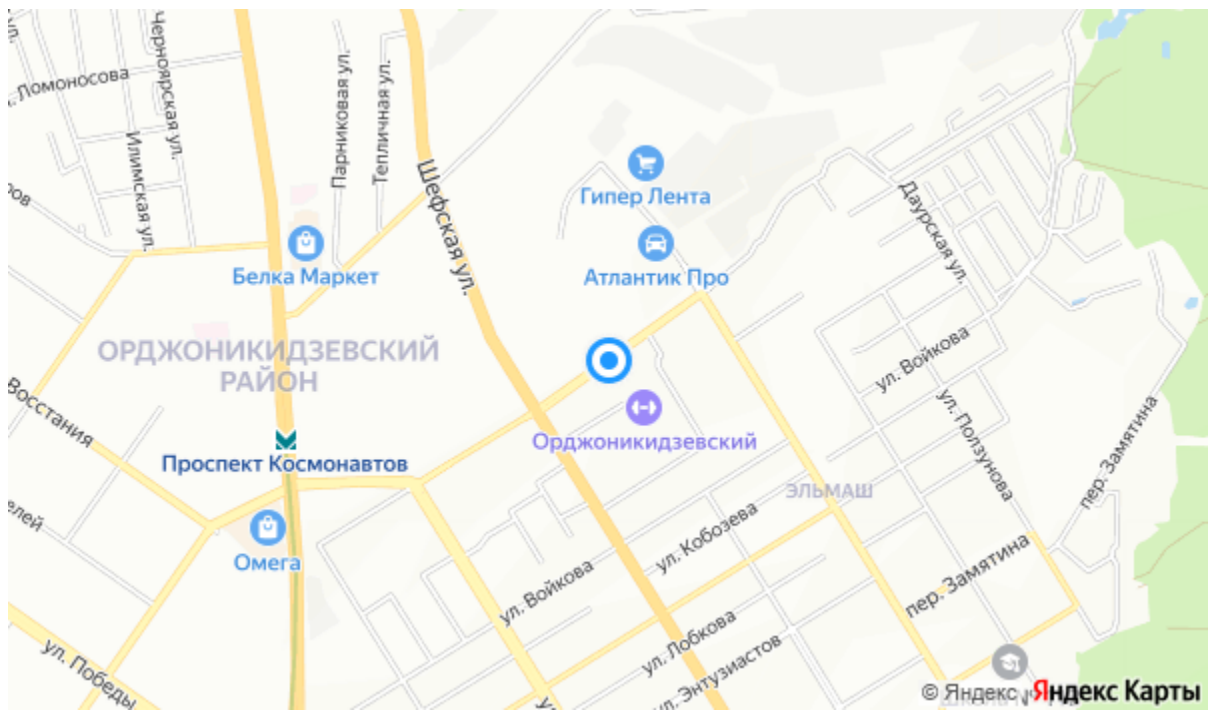 Черноярская ул.
ул.
Ломоносова
Илимская ул.
Парниковая ул.
Тепличная ул.
Шефская ул.
Гипер Лента
Атлантик Про
Даурская ул.
Белка Маркет
ОРДЖОНИКИДЗЕВСКИЙ
РАЙОН
ул. Войкова
Восстания
Орджоникидзевский
Проспект Космонавтов
ул. Ползунова
пер. Замятина
ЭЛЬМАШ
ул. Кобозева
Омега
ул. Войкова
пер. Замятина
ул. Лобкова
ул. Победы
ул. Энтузиастов
© Яндекс
Яндекс Карты